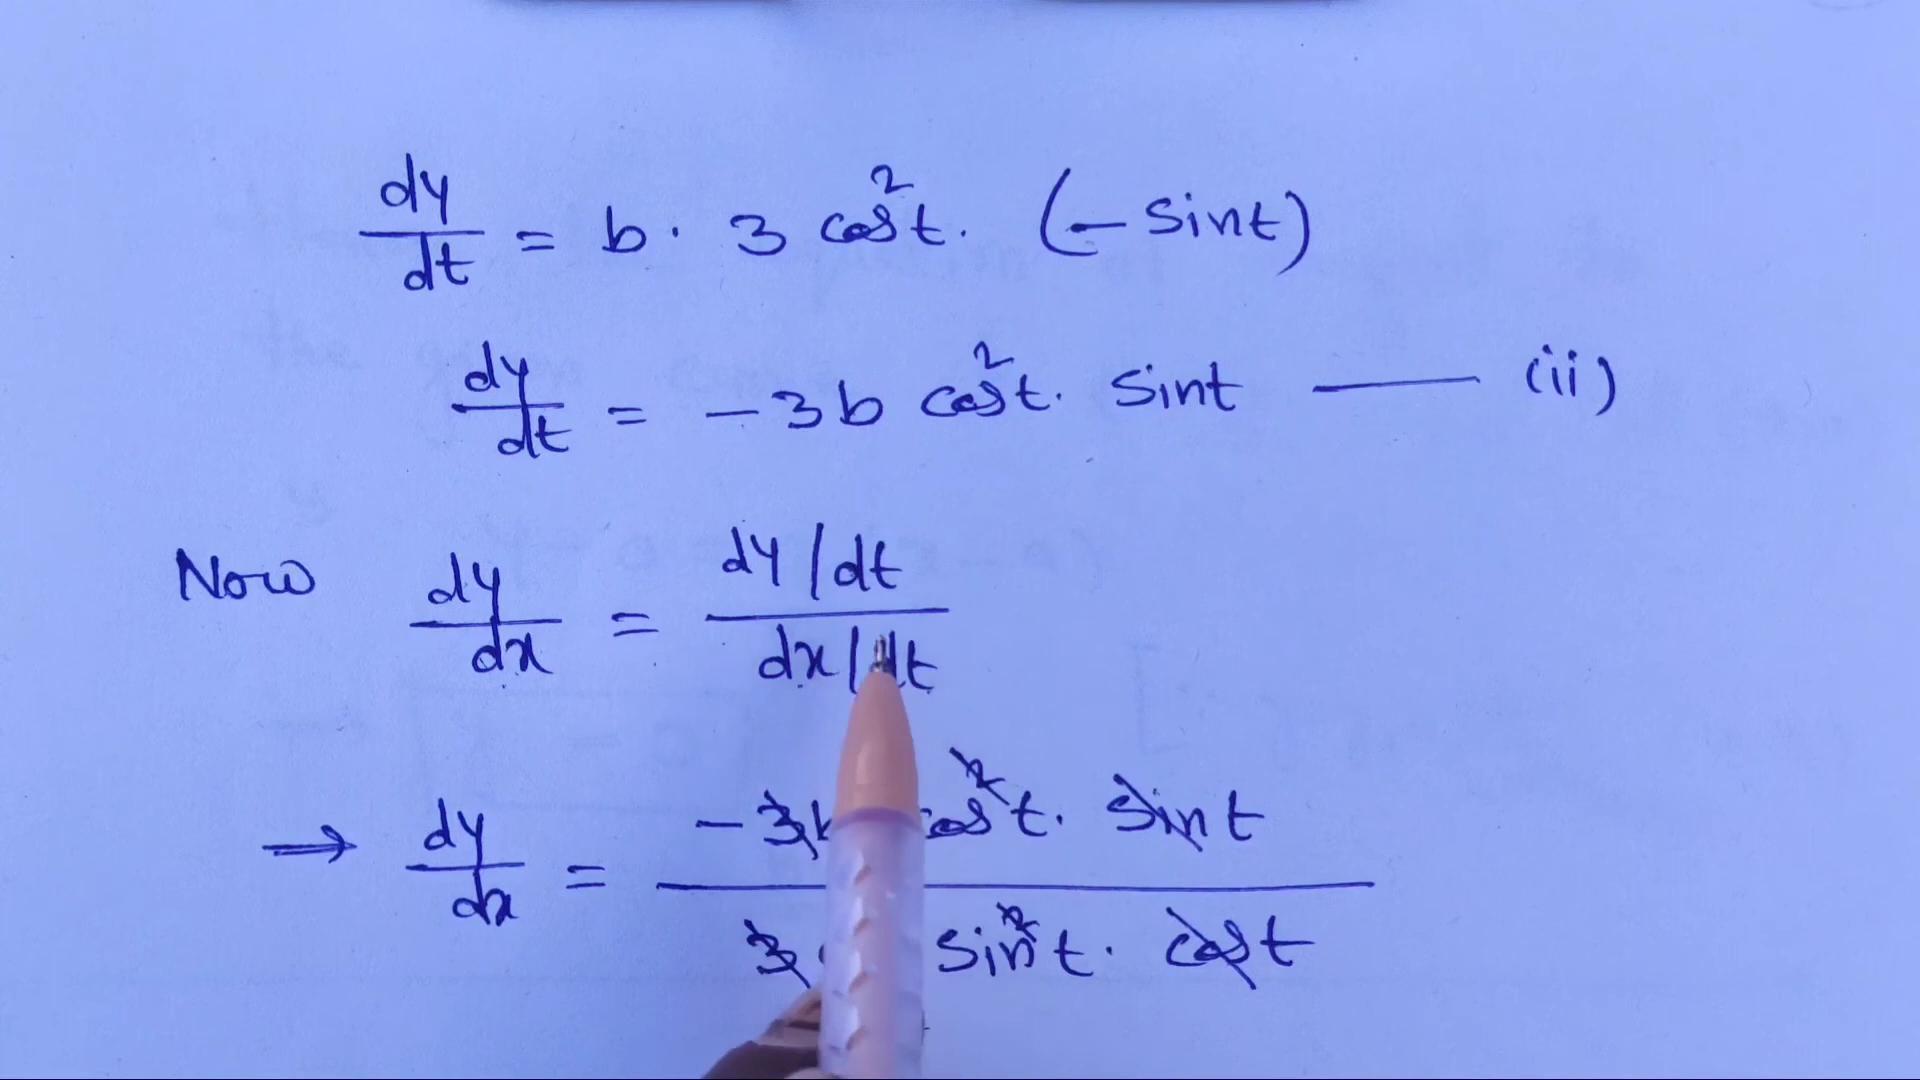 dy/dt = b · 3 cos²t · (- sint)
dy/dt = -3b cos²t · sint —— (ii)
Now dy/dx = (dy/dt)/(dx/dt)
→ dy/dx = (-3b cos²t · sint)/(3 sin²t · cost)